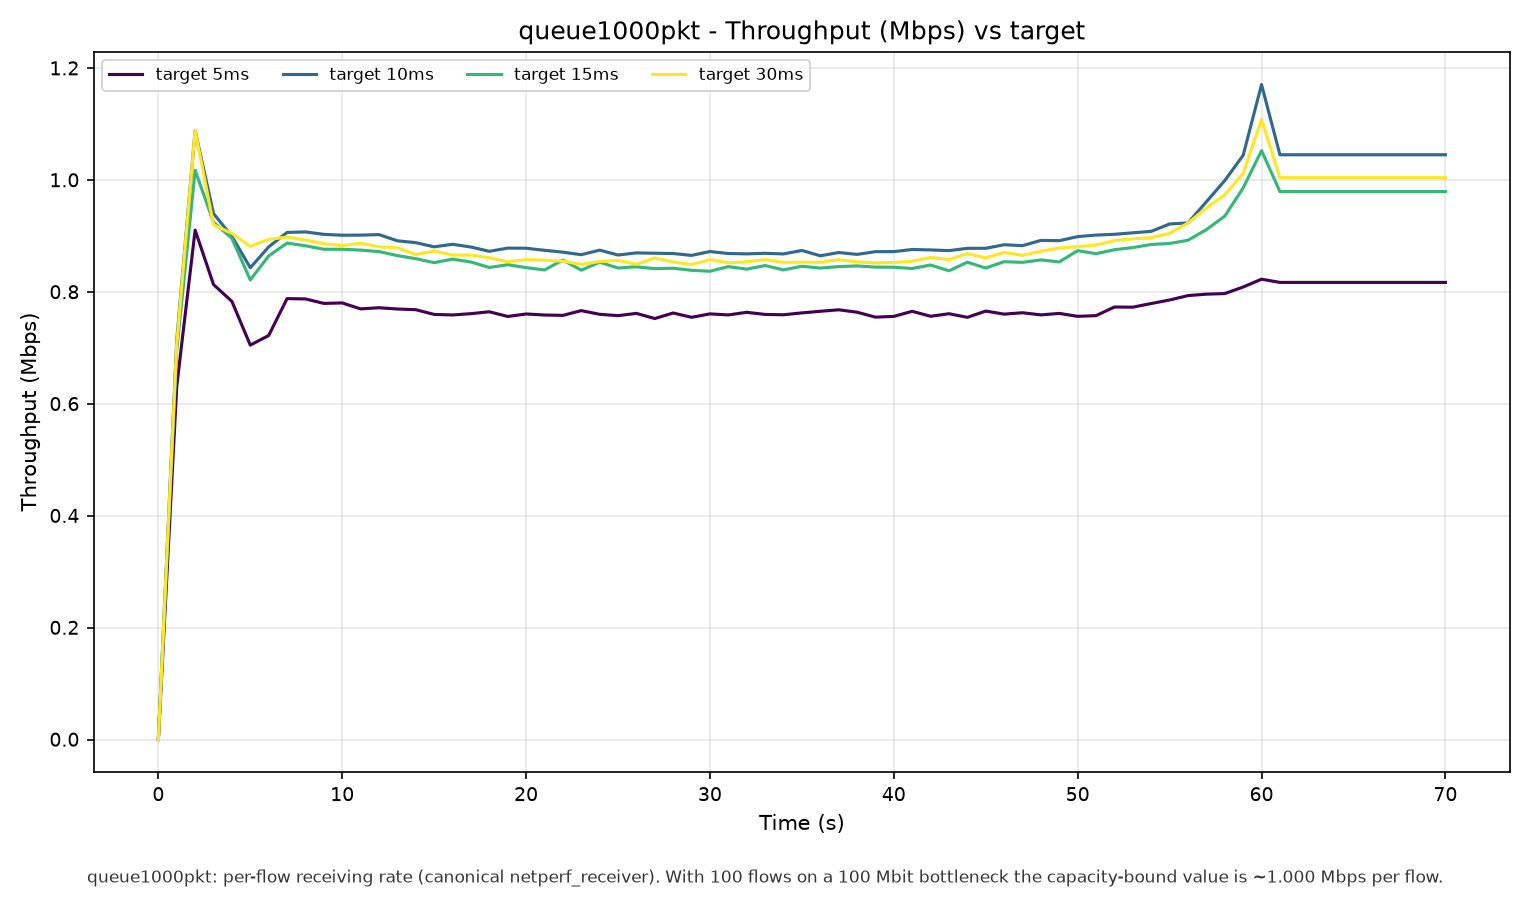 queue1000pkt - Throughput (Mbps) vs target
target 5ms target 10ms target 15ms target 30ms
1.2
1.0
0.8
0.6
0.4
0.2
0.0
Throughput (Mbps)
0 10 20 30 40 50 60 70
Time (s)
queue1000pkt: per-flow receiving rate (canonical netperf_receiver). With 100 flows on a 100 Mbit bottleneck the capacity-bound value is ~1.000 Mbps per flow.